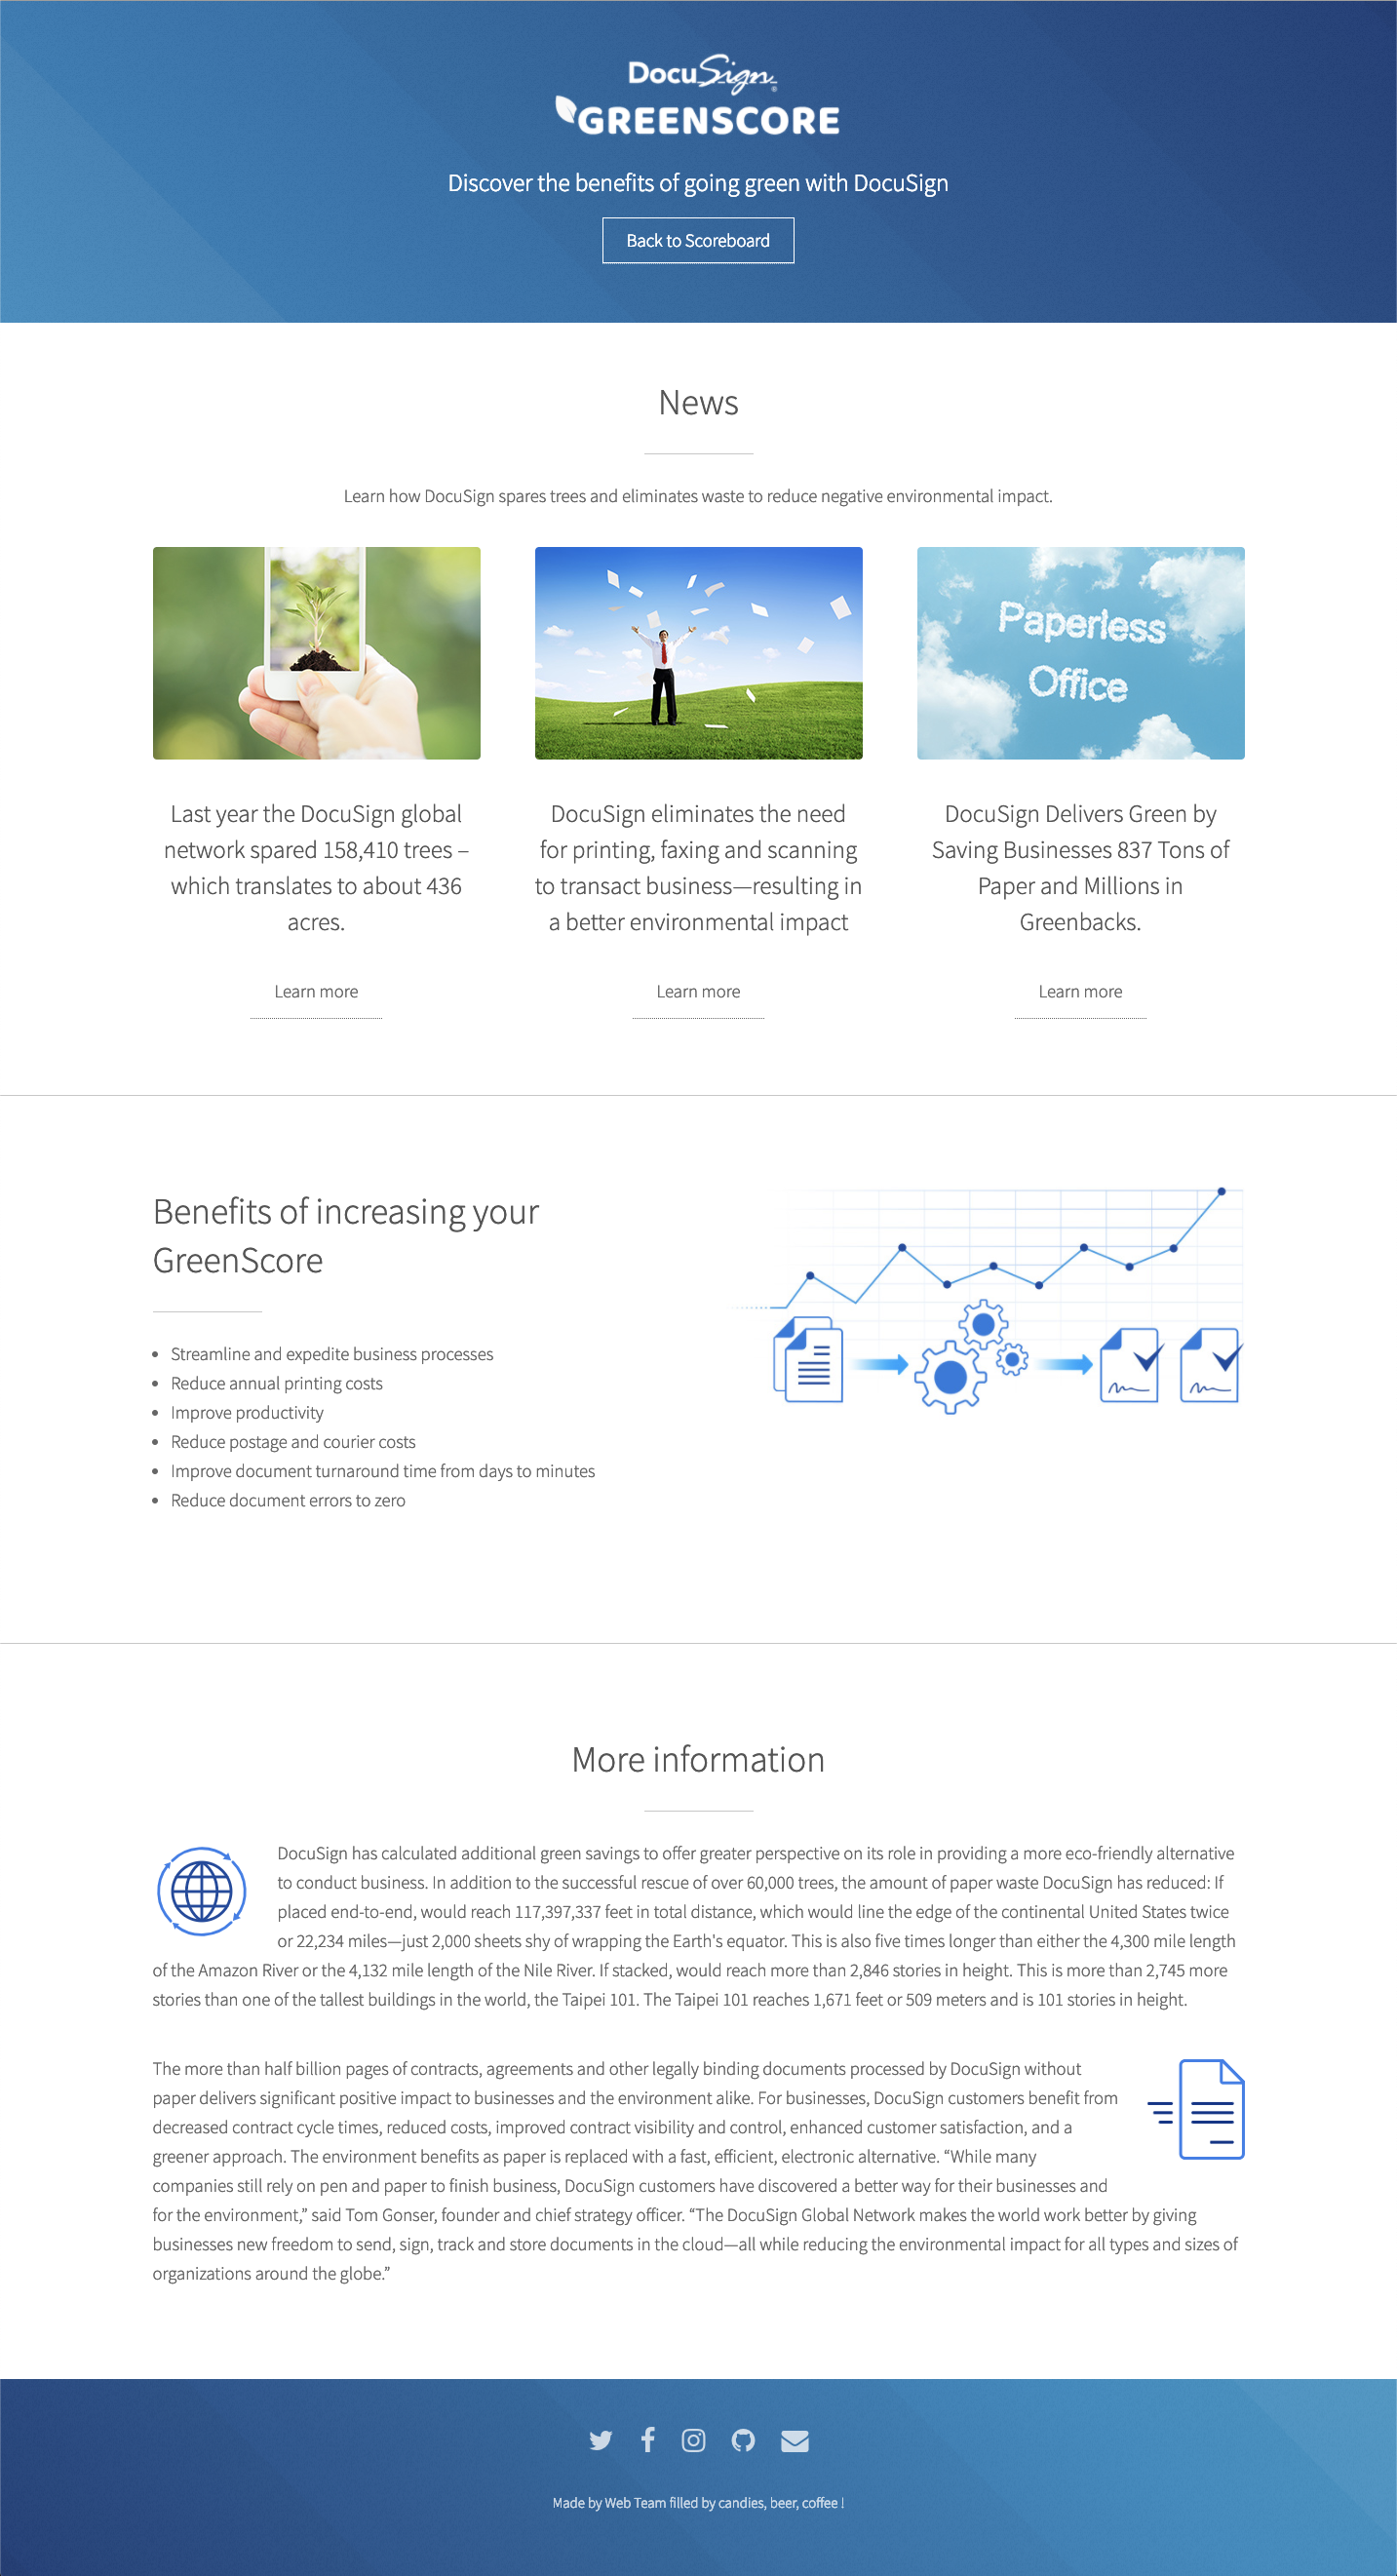 DocuSign
GREENSCORE
Discover the benefits of going green with DocuSign
Back to Scoreboard
News
Learn how DocuSign spares trees and eliminates waste to reduce negative environmental impact.
Paperless
Office
Last year the DocuSign global
network spared 158,410 trees –
which translates to about 436
acres.
Learn more
DocuSign eliminates the need
for printing, faxing and scanning
to transact business—resulting in
a better environmental impact
Learn more
DocuSign Delivers Green by
Saving Businesses 837 Tons of
Paper and Millions in
Greenbacks.
Learn more
Benefits of increasing your
GreenScore
• Streamline and expedite business processes
• Reduce annual printing costs
• Improve productivity
• Reduce postage and courier costs
• Improve document turnaround time from days to minutes
• Reduce document errors to zero
More information
DocuSign has calculated additional green savings to offer greater perspective on its role in providing a more eco-friendly alternative
to conduct business. In addition to the successful rescue of over 60,000 trees, the amount of paper waste DocuSign has reduced: If
placed end-to-end, would reach 117,397,337 feet in total distance, which would line the edge of the continental United States twice
or 22,234 miles—just 2,000 sheets shy of wrapping the Earth's equator. This is also five times longer than either the 4,300 mile length
of the Amazon River or the 4,132 mile length of the Nile River. If stacked, would reach more than 2,846 stories in height. This is more than 2,745 more
stories than one of the tallest buildings in the world, the Taipei 101. The Taipei 101 reaches 1,671 feet or 509 meters and is 101 stories in height.
The more than half billion pages of contracts, agreements and other legally binding documents processed by DocuSign without
paper delivers significant positive impact to businesses and the environment alike. For businesses, DocuSign customers benefit from
decreased contract cycle times, reduced costs, improved contract visibility and control, enhanced customer satisfaction, and a
greener approach. The environment benefits as paper is replaced with a fast, efficient, electronic alternative. “While many
companies still rely on pen and paper to finish business, DocuSign customers have discovered a better way for their businesses and
for the environment,” said Tom Gonser, founder and chief strategy officer. “The DocuSign Global Network makes the world work better by giving
businesses new freedom to send, sign, track and store documents in the cloud—all while reducing the environmental impact for all types and sizes of
organizations around the globe.”
Made by Web Team filled by candies, beer, coffee !